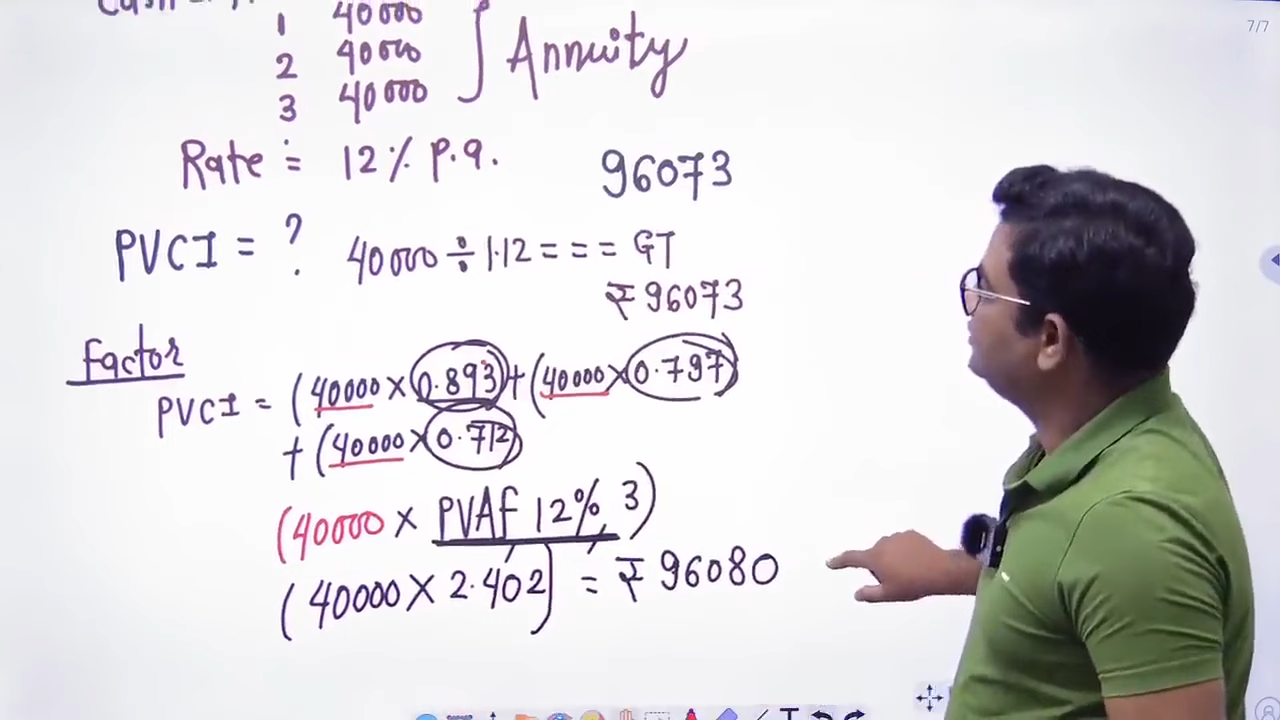 7/7
1 40000
2 40000 Annuity
3 40000
Rate = 12% p.a.
96073
PVCI = ? 40000 ÷ 1.12 = = = GT
₹96073
Factor
PVCI = (40000 × 0.893 + (40000 × 0.797)
+ (40000 × 0.712)
(40000 × PVAf 12%, 3)
(40000 × 2.402) = ₹96080